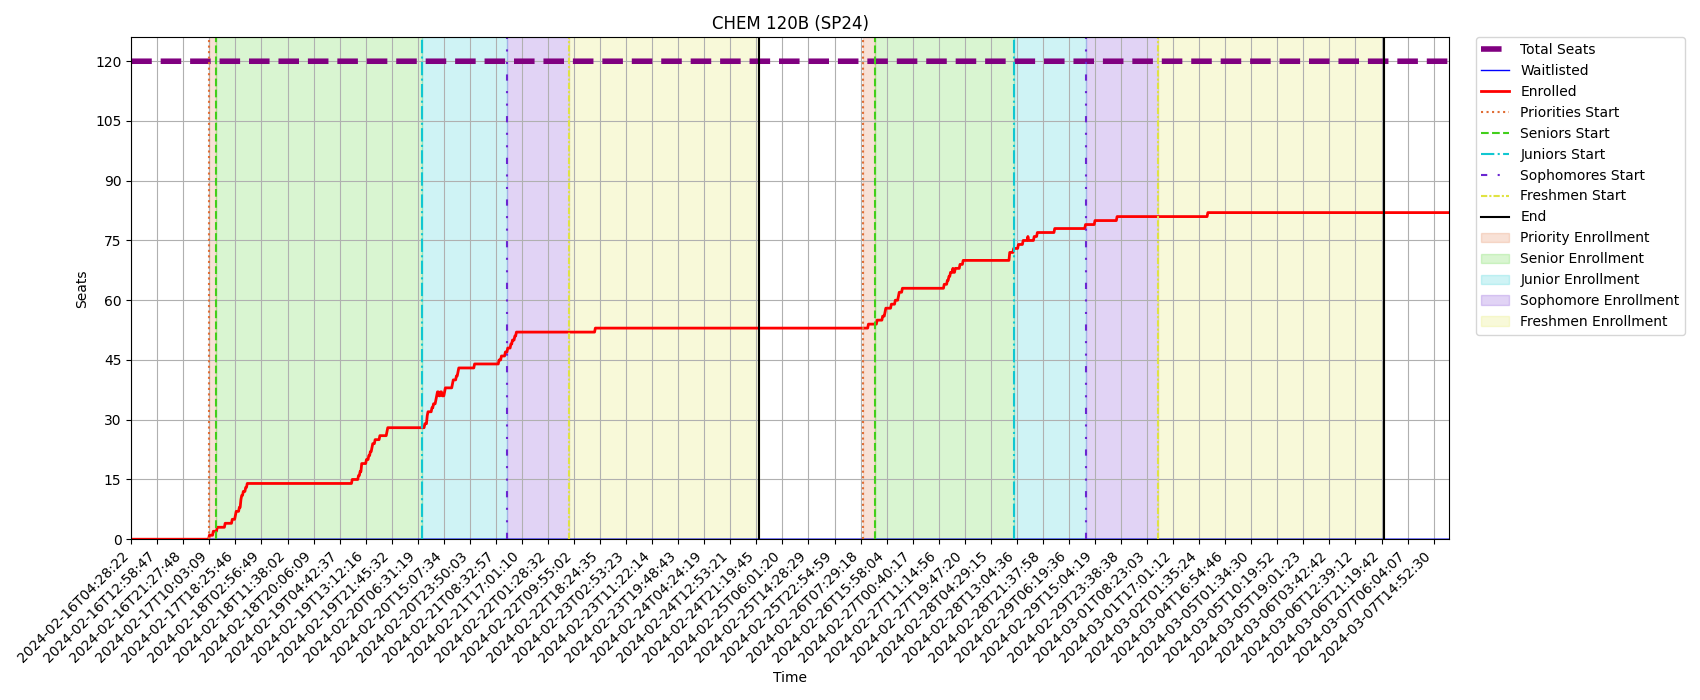 CHEM 120B (SP24)
Seats
120
105
90
75
60
45
30
15
0
2024-02-16T04:28:22
2024-02-16T12:58:47
2024-02-16T21:27:48
2024-02-17T10:03:09
2024-02-17T18:25:46
2024-02-18T02:56:49
2024-02-18T11:38:02
2024-02-18T20:06:09
2024-02-19T04:42:37
2024-02-19T13:12:16
2024-02-19T21:45:32
2024-02-20T06:31:19
2024-02-20T15:07:34
2024-02-20T23:50:03
2024-02-21T08:32:57
2024-02-21T17:01:10
2024-02-22T01:28:32
2024-02-22T09:55:02
2024-02-22T18:24:35
2024-02-23T02:53:23
2024-02-23T11:22:14
2024-02-23T19:48:43
2024-02-24T04:24:19
2024-02-24T12:53:21
2024-02-24T21:19:45
2024-02-25T06:01:20
2024-02-25T14:28:29
2024-02-25T22:54:59
2024-02-26T07:29:18
2024-02-26T15:58:04
2024-02-27T00:40:17
2024-02-27T11:14:56
2024-02-27T19:47:20
2024-02-28T04:29:15
2024-02-28T13:04:36
2024-02-28T21:37:58
2024-02-29T06:19:36
2024-02-29T15:04:19
2024-02-29T23:38:38
2024-03-01T08:23:03
2024-03-01T17:01:12
2024-03-02T01:35:24
2024-03-04T16:54:46
2024-03-05T01:34:30
2024-03-05T10:19:52
2024-03-05T19:01:23
2024-03-06T03:42:42
2024-03-06T12:39:12
2024-03-06T21:19:42
2024-03-07T06:04:07
2024-03-07T14:52:30
Time
Total Seats
Waitlisted
Enrolled
Priorities Start
Seniors Start
Juniors Start
Sophomores Start
Freshmen Start
End
Priority Enrollment
Senior Enrollment
Junior Enrollment
Sophomore Enrollment
Freshmen Enrollment